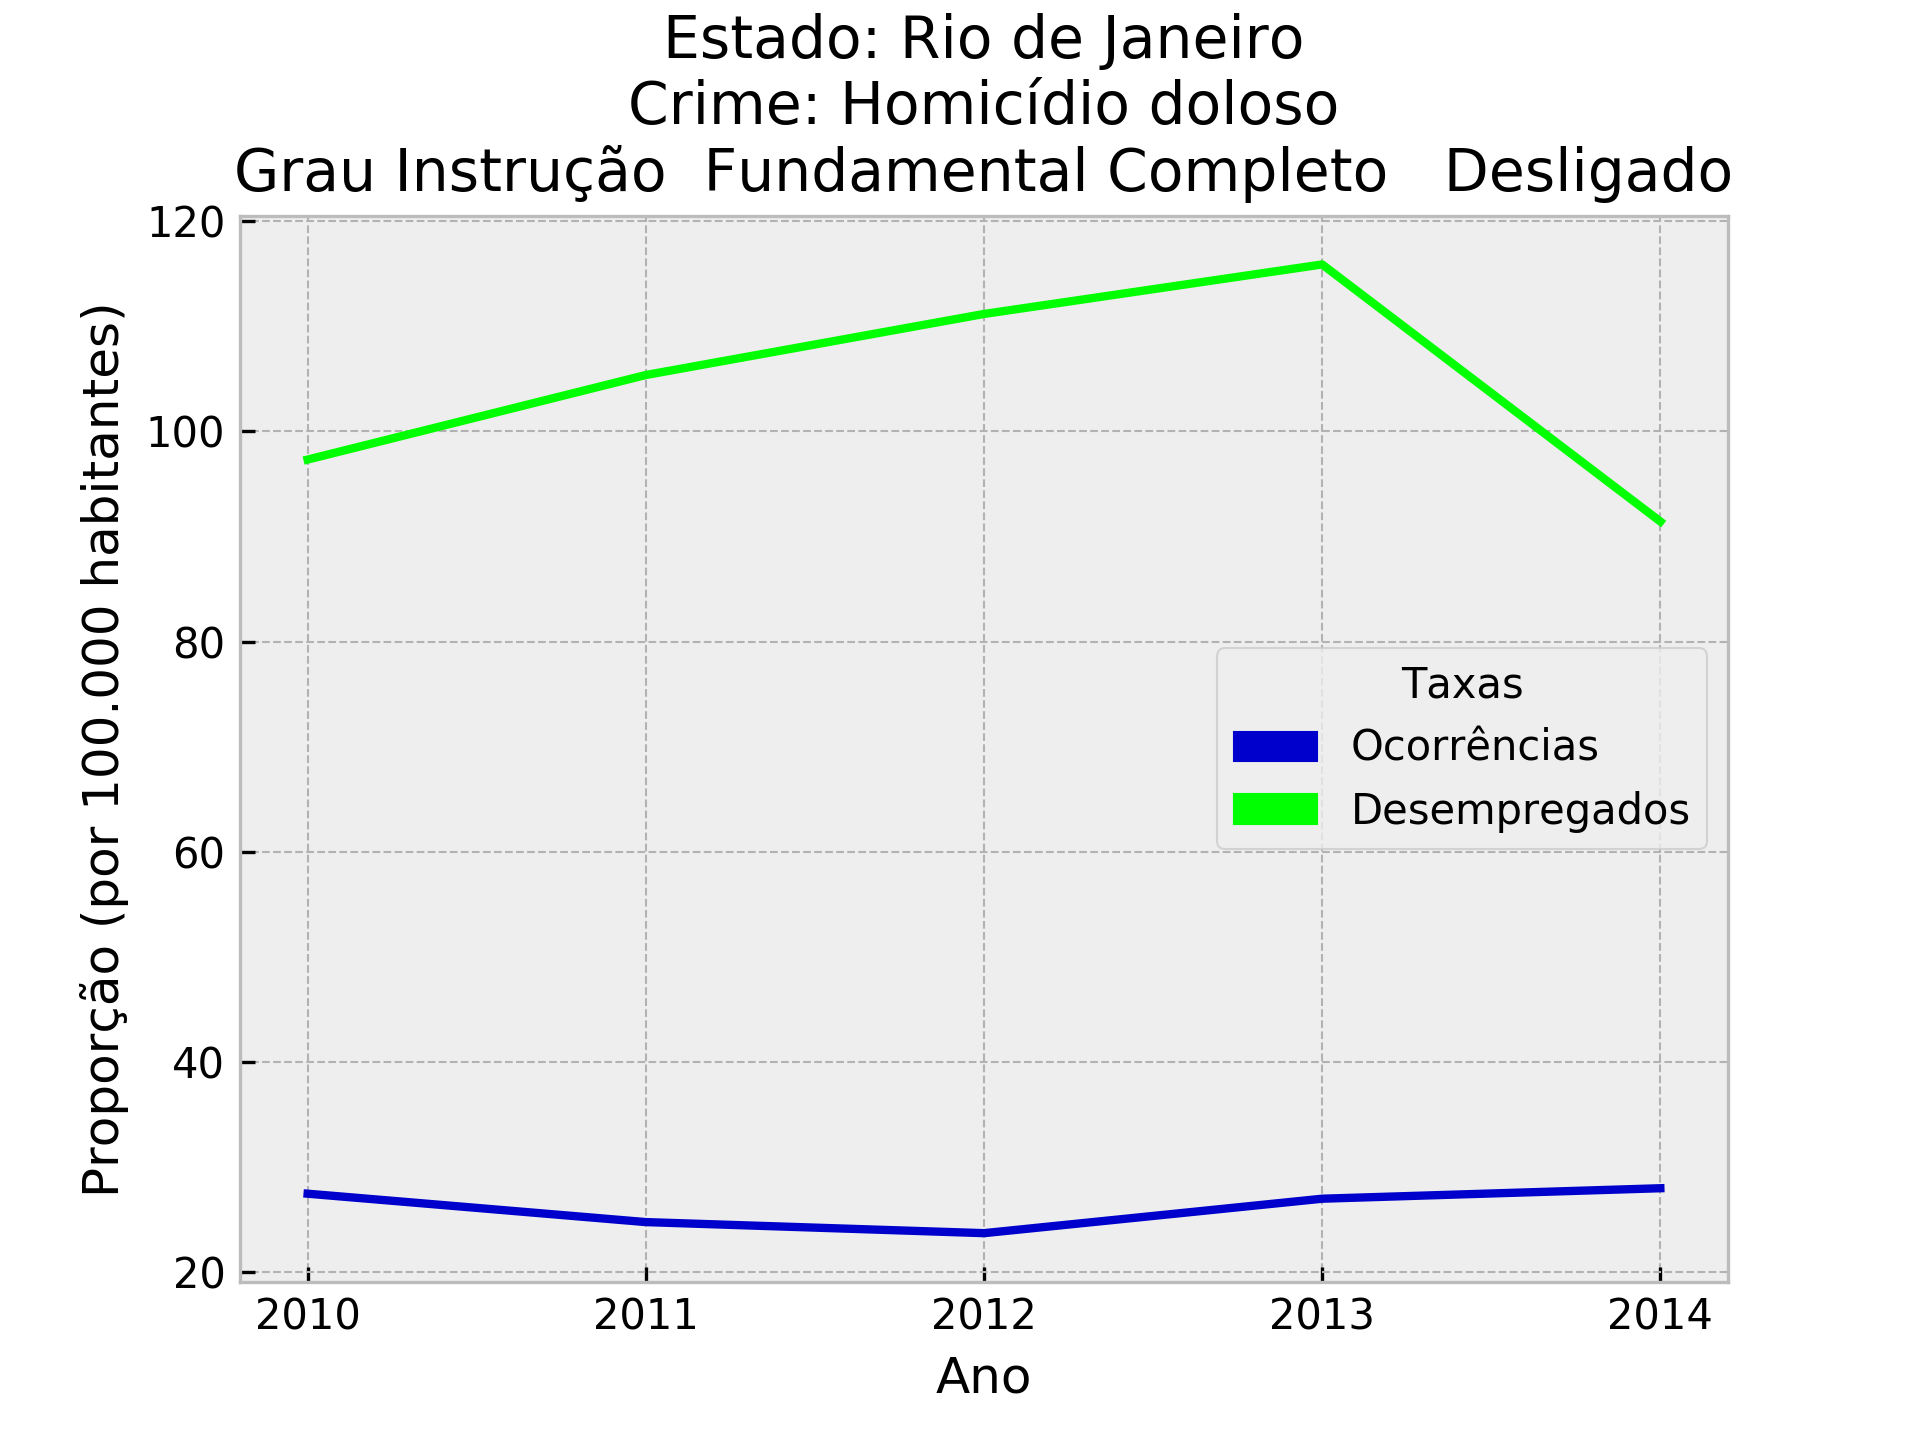 Estado: Rio de Janeiro
Crime: Homicídio doloso
Grau Instrução  Fundamental Completo   Desligado
Proporção (por 100.000 habitantes)
120
100
80
60
40
20
Taxas
Ocorrências
Desempregados
2010 2011 2012 2013 2014
Ano